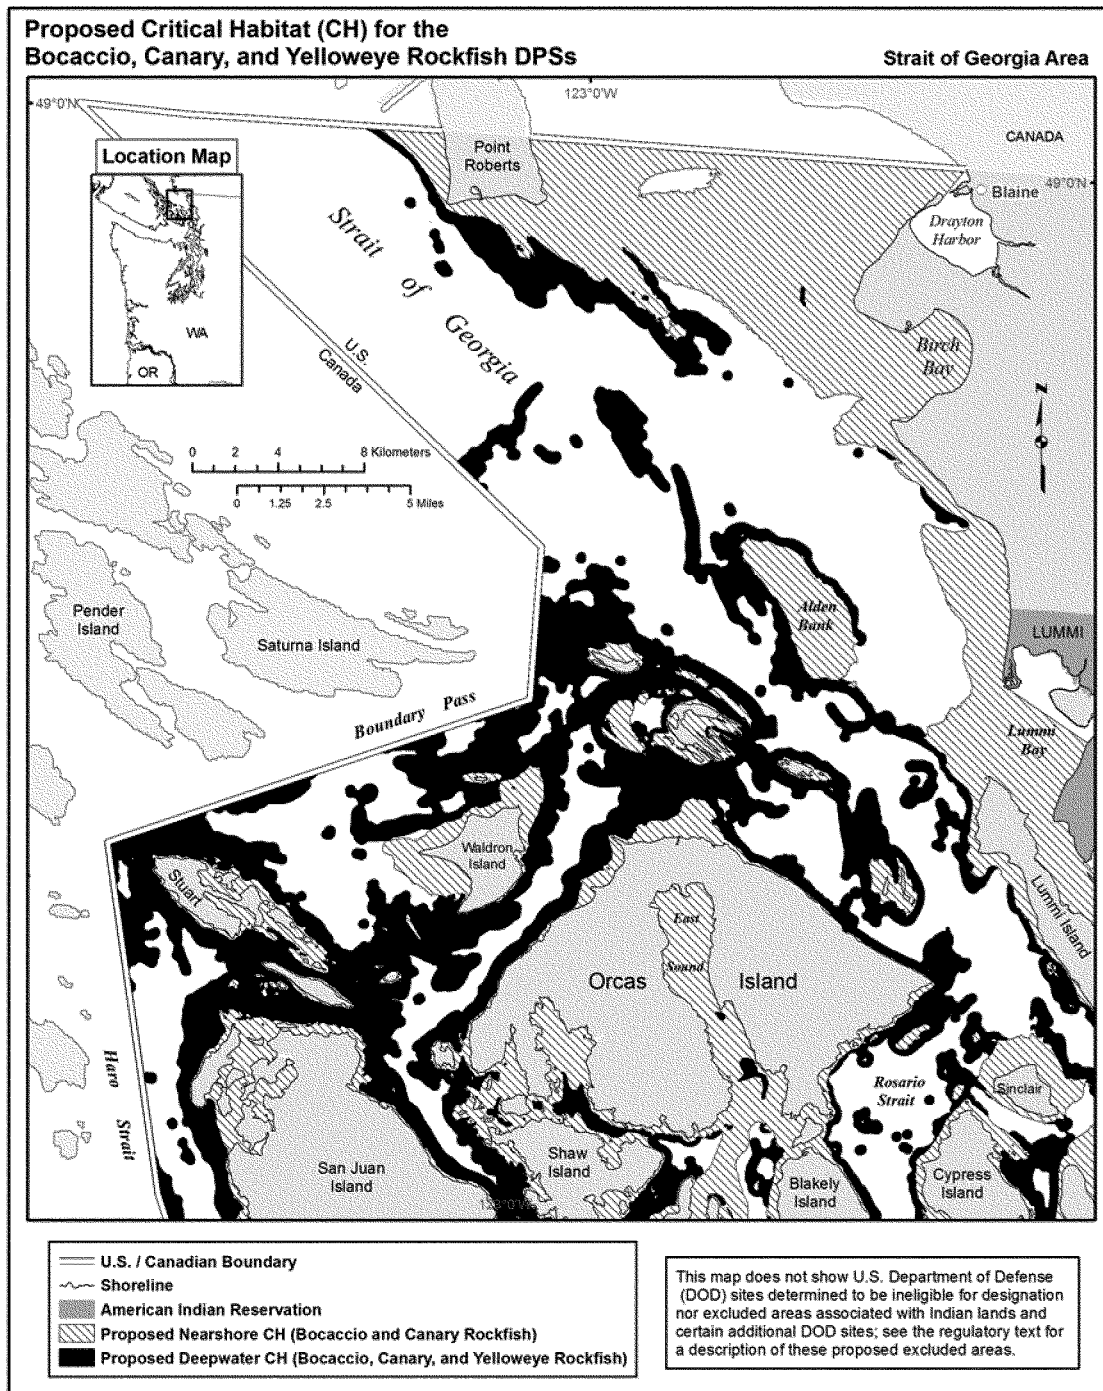 Proposed Critical Habitat (CH) for the
Bocaccio, Canary, and Yelloweye Rockfish DPSs
Strait of Georgia Area
123°0'W
49°0'N
CANADA
Point
Roberts
Location Map
49°0'N
Blaine
Drayton
Harbor
Strait of Georgia
WA
OR
U.S.
Canada
Birch
Bay
N
0 2 4 8 Kilometers
0 1.25 2.5 5 Miles
Pender
Island
Saturna Island
Alden
Bank
LUMMI
Boundary Pass
Lummi
Bay
Waldron
Island
Stuart
Lummi Island
East
Sound
Orcas Island
Haro Strait
Rosario
Strait
Sinclair
San Juan
Island
Shaw
Island
Blakely
Island
Cypress
Island
123°0'W
U.S. / Canadian Boundary
Shoreline
American Indian Reservation
Proposed Nearshore CH (Bocaccio and Canary Rockfish)
Proposed Deepwater CH (Bocaccio, Canary, and Yelloweye Rockfish)
This map does not show U.S. Department of Defense
(DOD) sites determined to be ineligible for designation
nor excluded areas associated with Indian lands and
certain additional DOD sites; see the regulatory text for
a description of these proposed excluded areas.